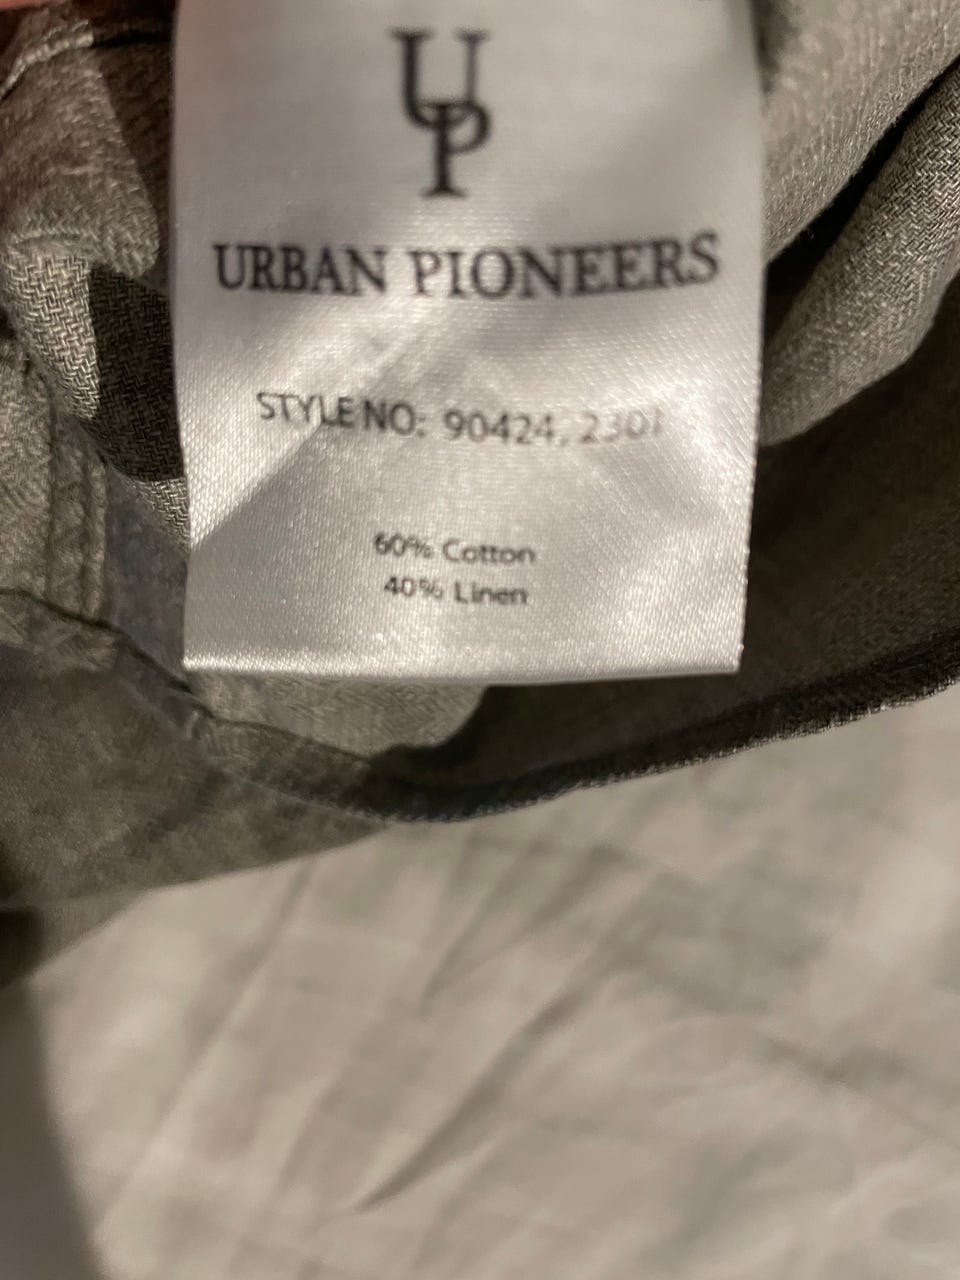 UP
URBAN PIONEERS
STYLE NO: 90424, 2301
60% Cotton
40% Linen